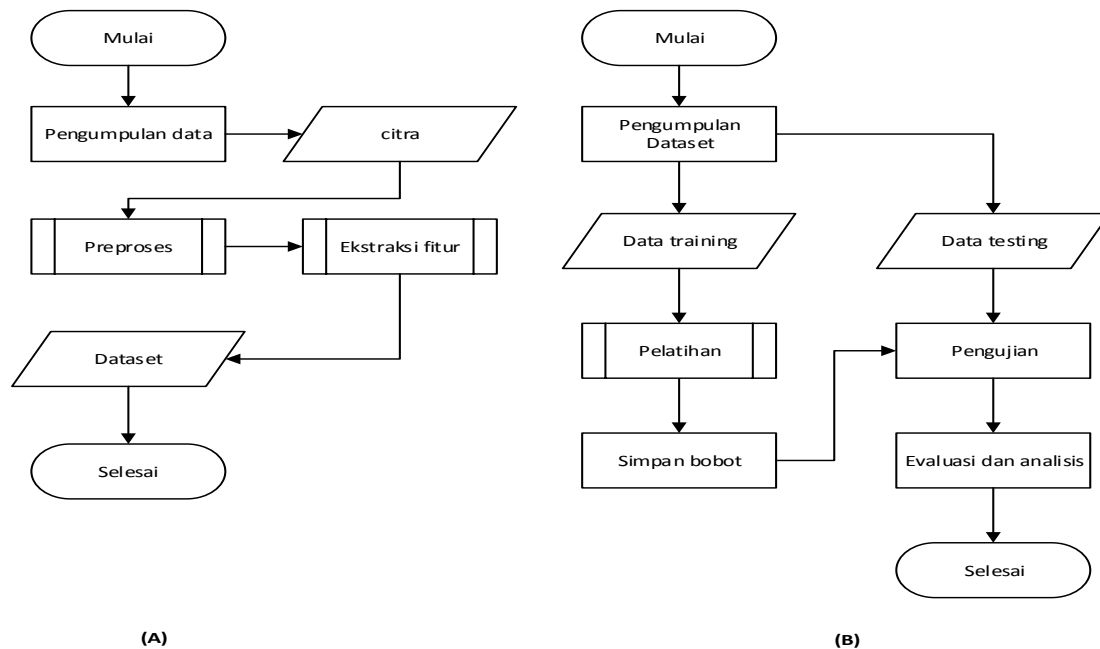 Mulai
Pengumpulan data
citra
Preproses
Ekstraksi fitur
Dataset
Selesai
(A)
Mulai
Pengumpulan
Dataset
Data training
Data testing
Pelatihan
Pengujian
Simpan bobot
Evaluasi dan analisis
Selesai
(B)